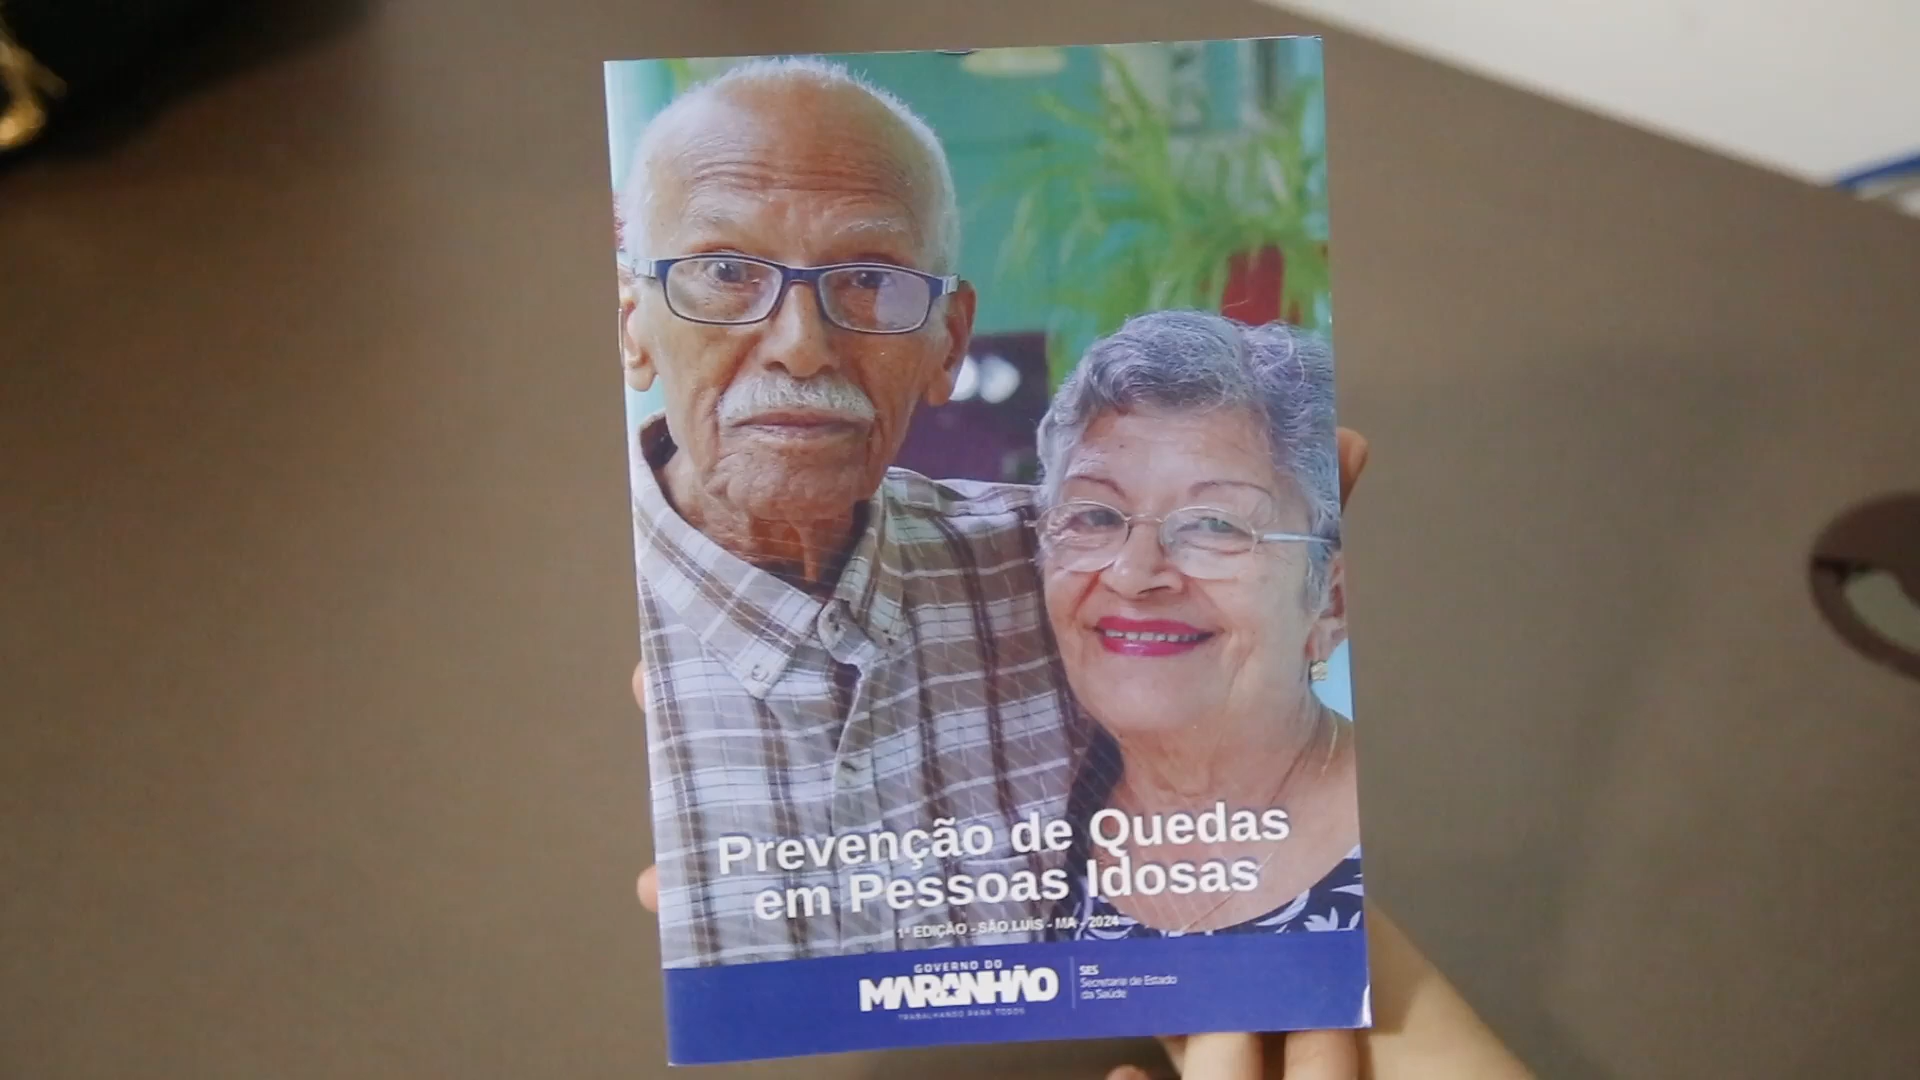 Prevenção de Quedas
em Pessoas Idosas
1ª EDIÇÃO - SÃO LUÍS - MA - 2024
GOVERNO DO
MARANHÃO
TRABALHANDO PARA TODOS
SES
Secretaria de Estado
da Saúde